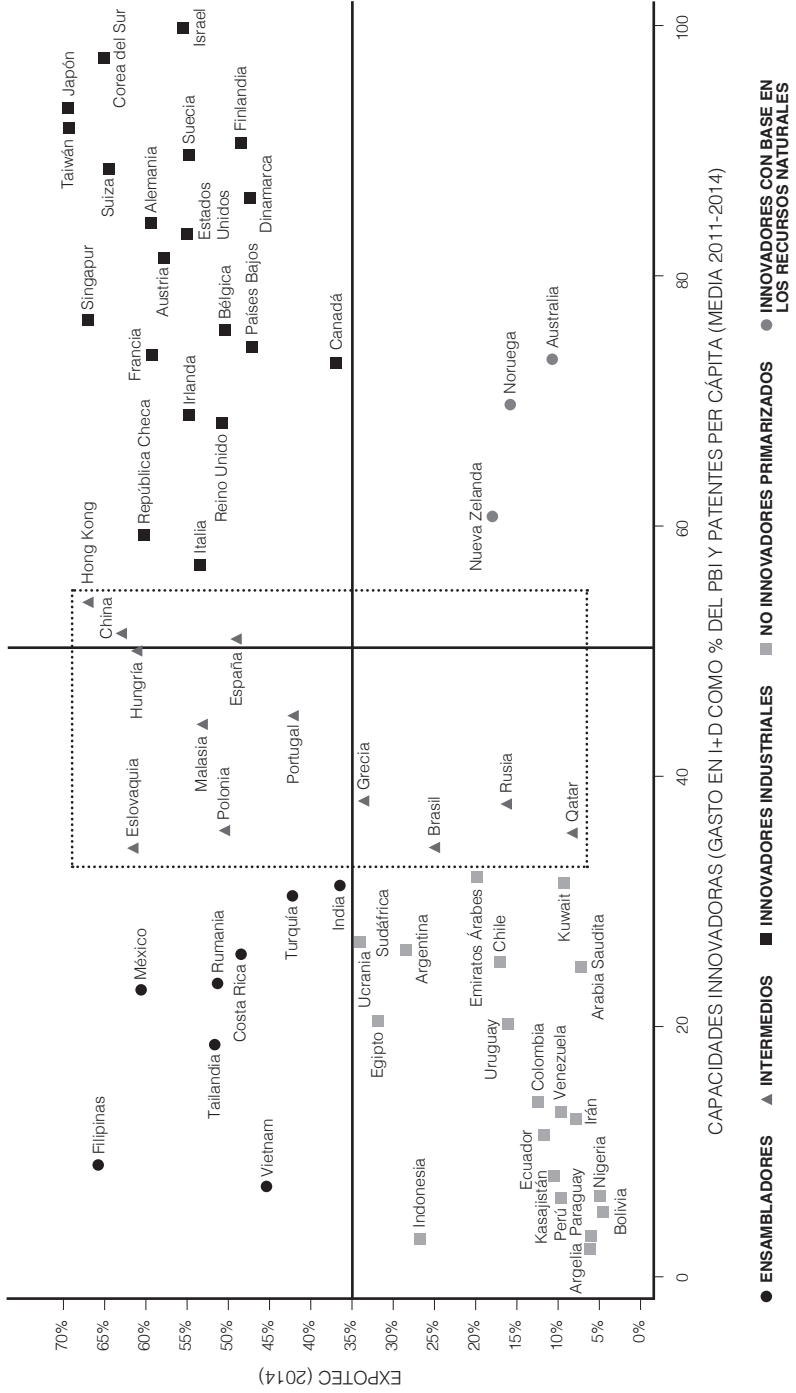 EXPOTEC (2014)
70%
65%
60%
55%
50%
45%
40%
35%
30%
25%
20%
15%
10%
5%
0%
Filipinas
México
Tailandia
Rumania
Costa Rica
Vietnam
Turquía
India
Eslovaquia
Hungría
China
Hong Kong
Malasia
Polonia
España
Portugal
Grecia
Brasil
Rusia
Qatar
Singapur
Taiwán
Japón
Corea del Sur
Suiza
Israel
República Checa
Francia
Alemania
Austria
Suecia
Estados
Unidos
Irlanda
Italia
Reino Unido
Bélgica
Países Bajos
Finlandia
Dinamarca
Canadá
Ucrania
Sudáfrica
Egipto
Argentina
Indonesia
Emiratos Árabes
Chile
Uruguay
Kuwait
Arabia Saudita
Colombia
Venezuela
Ecuador
Irán
Kasajistán
Perú
Nigeria
Paraguay
Bolivia
Argelia
Nueva Zelanda
Noruega
Australia
0
20
40
60
80
100
CAPACIDADES INNOVADORAS (GASTO EN I+D COMO % DEL PBI Y PATENTES PER CÁPITA (MEDIA 2011-2014)
ENSAMBLADORES
INTERMEDIOS
INNOVADORES INDUSTRIALES
NO INNOVADORES PRIMARIZADOS
INNOVADORES CON BASE EN
LOS RECURSOS NATURALES